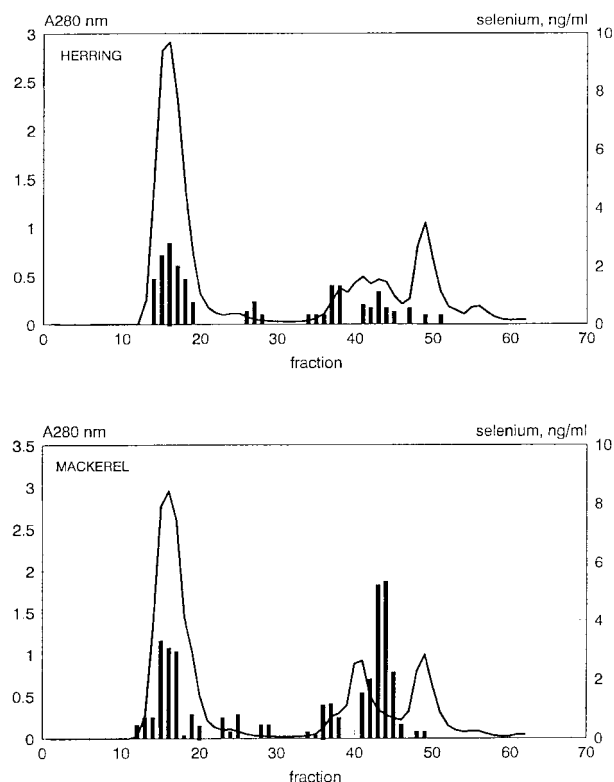 A280 nm selenium, ng/ml
3 10
HERRING
2.5 8
2 6
1.5
1 4
0.5 2
0 0
0 10 20 30 40 50 60 70
fraction
A280 nm selenium, ng/ml
3.5 10
MACKEREL
3 8
2.5
2 6
1.5 4
1
0.5 2
0 0
0 10 20 30 40 50 60 70
fraction